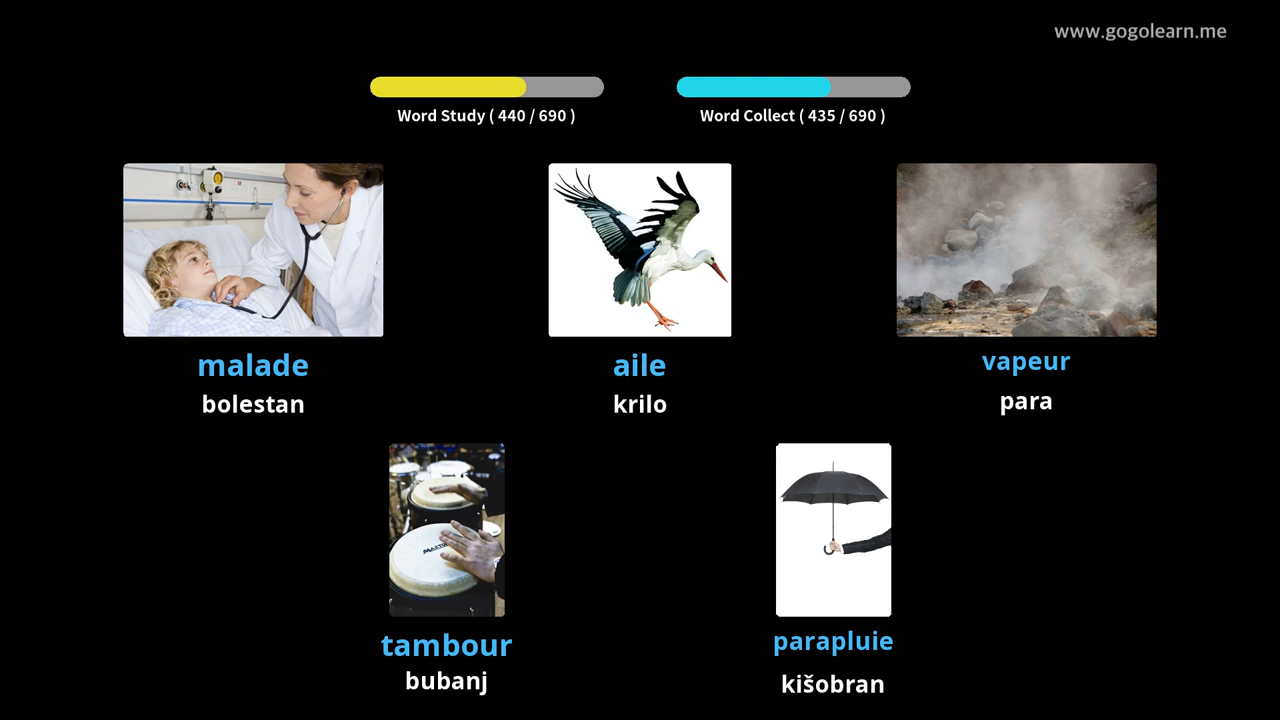 www.gogolearn.me
Word Study ( 440 / 690 )
Word Collect ( 435 / 690 )
malade
bolestan
aile
krilo
vapeur
para
tambour
bubanj
parapluie
kišobran